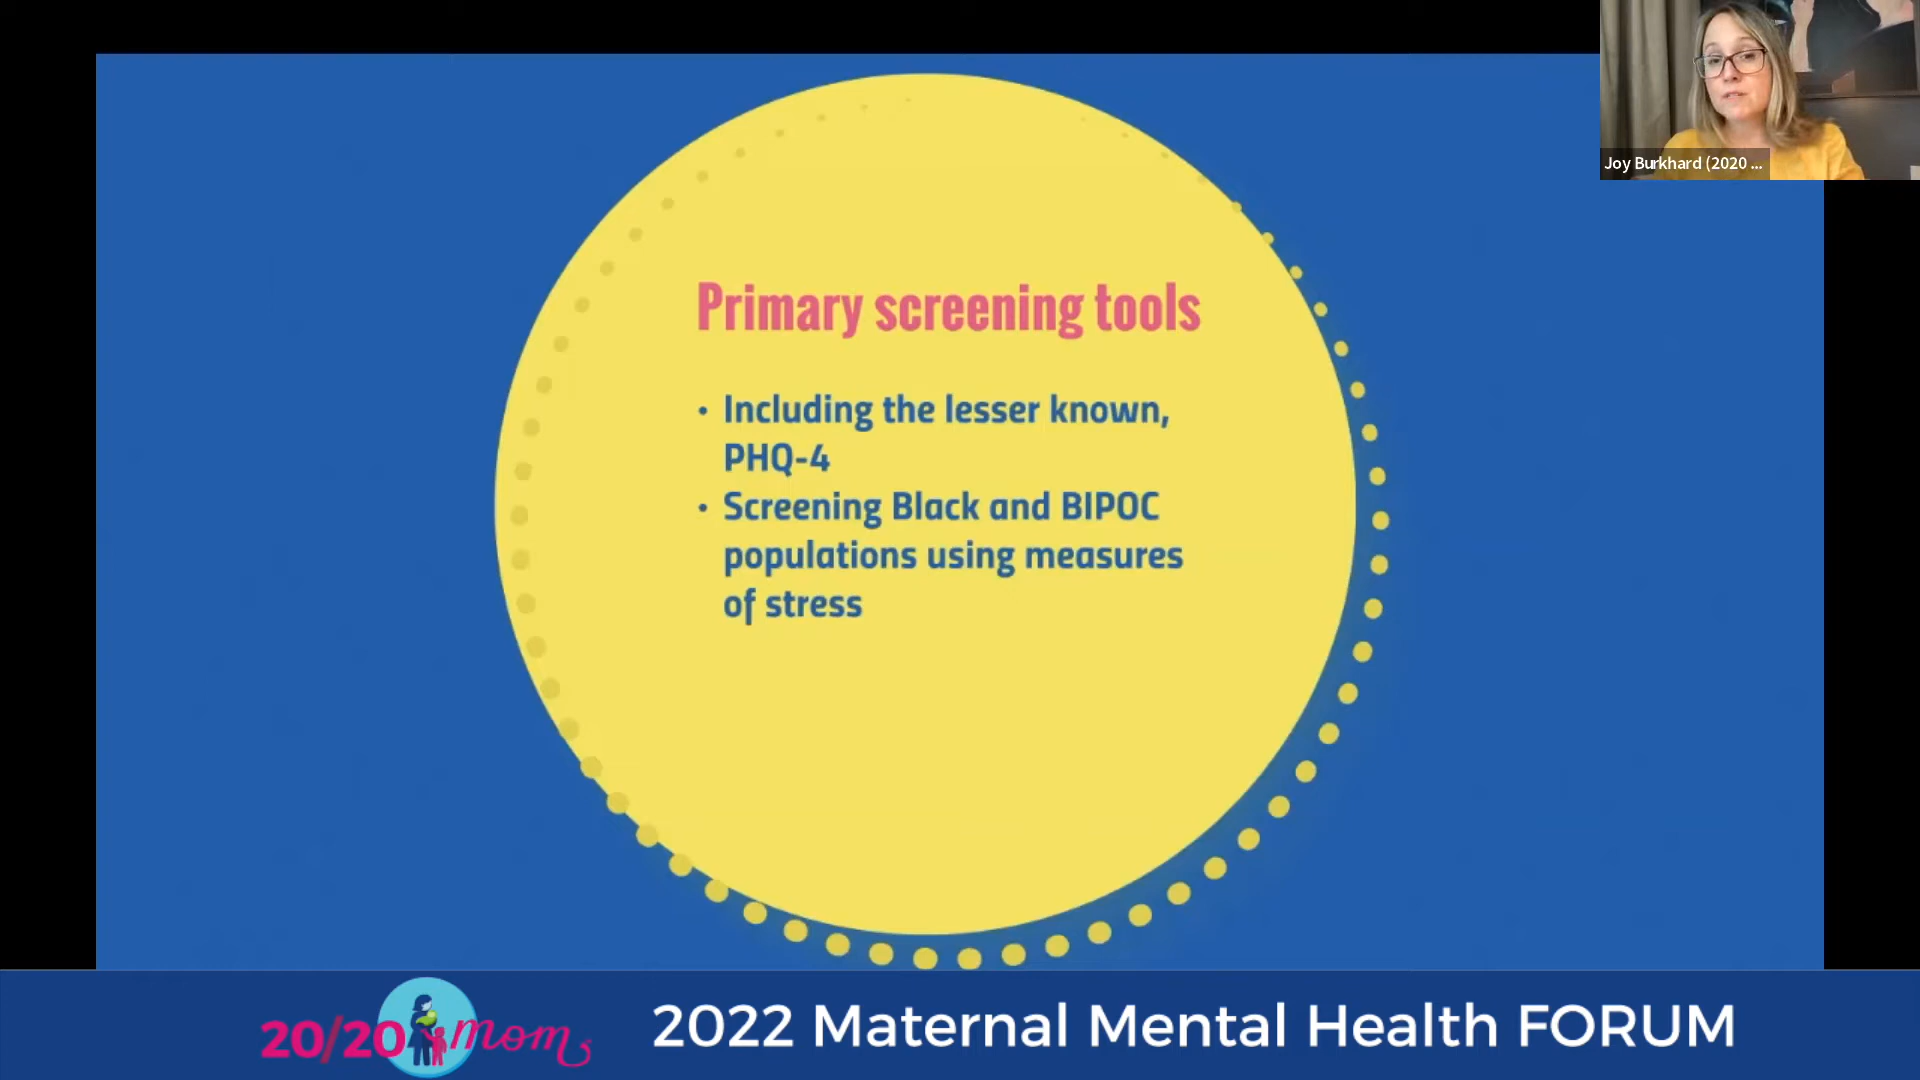 Joy Burkhard (2020 ...
Primary screening tools
• Including the lesser known,
PHQ-4
• Screening Black and BIPOC
populations using measures
of stress
20/20 mom
2022 Maternal Mental Health FORUM